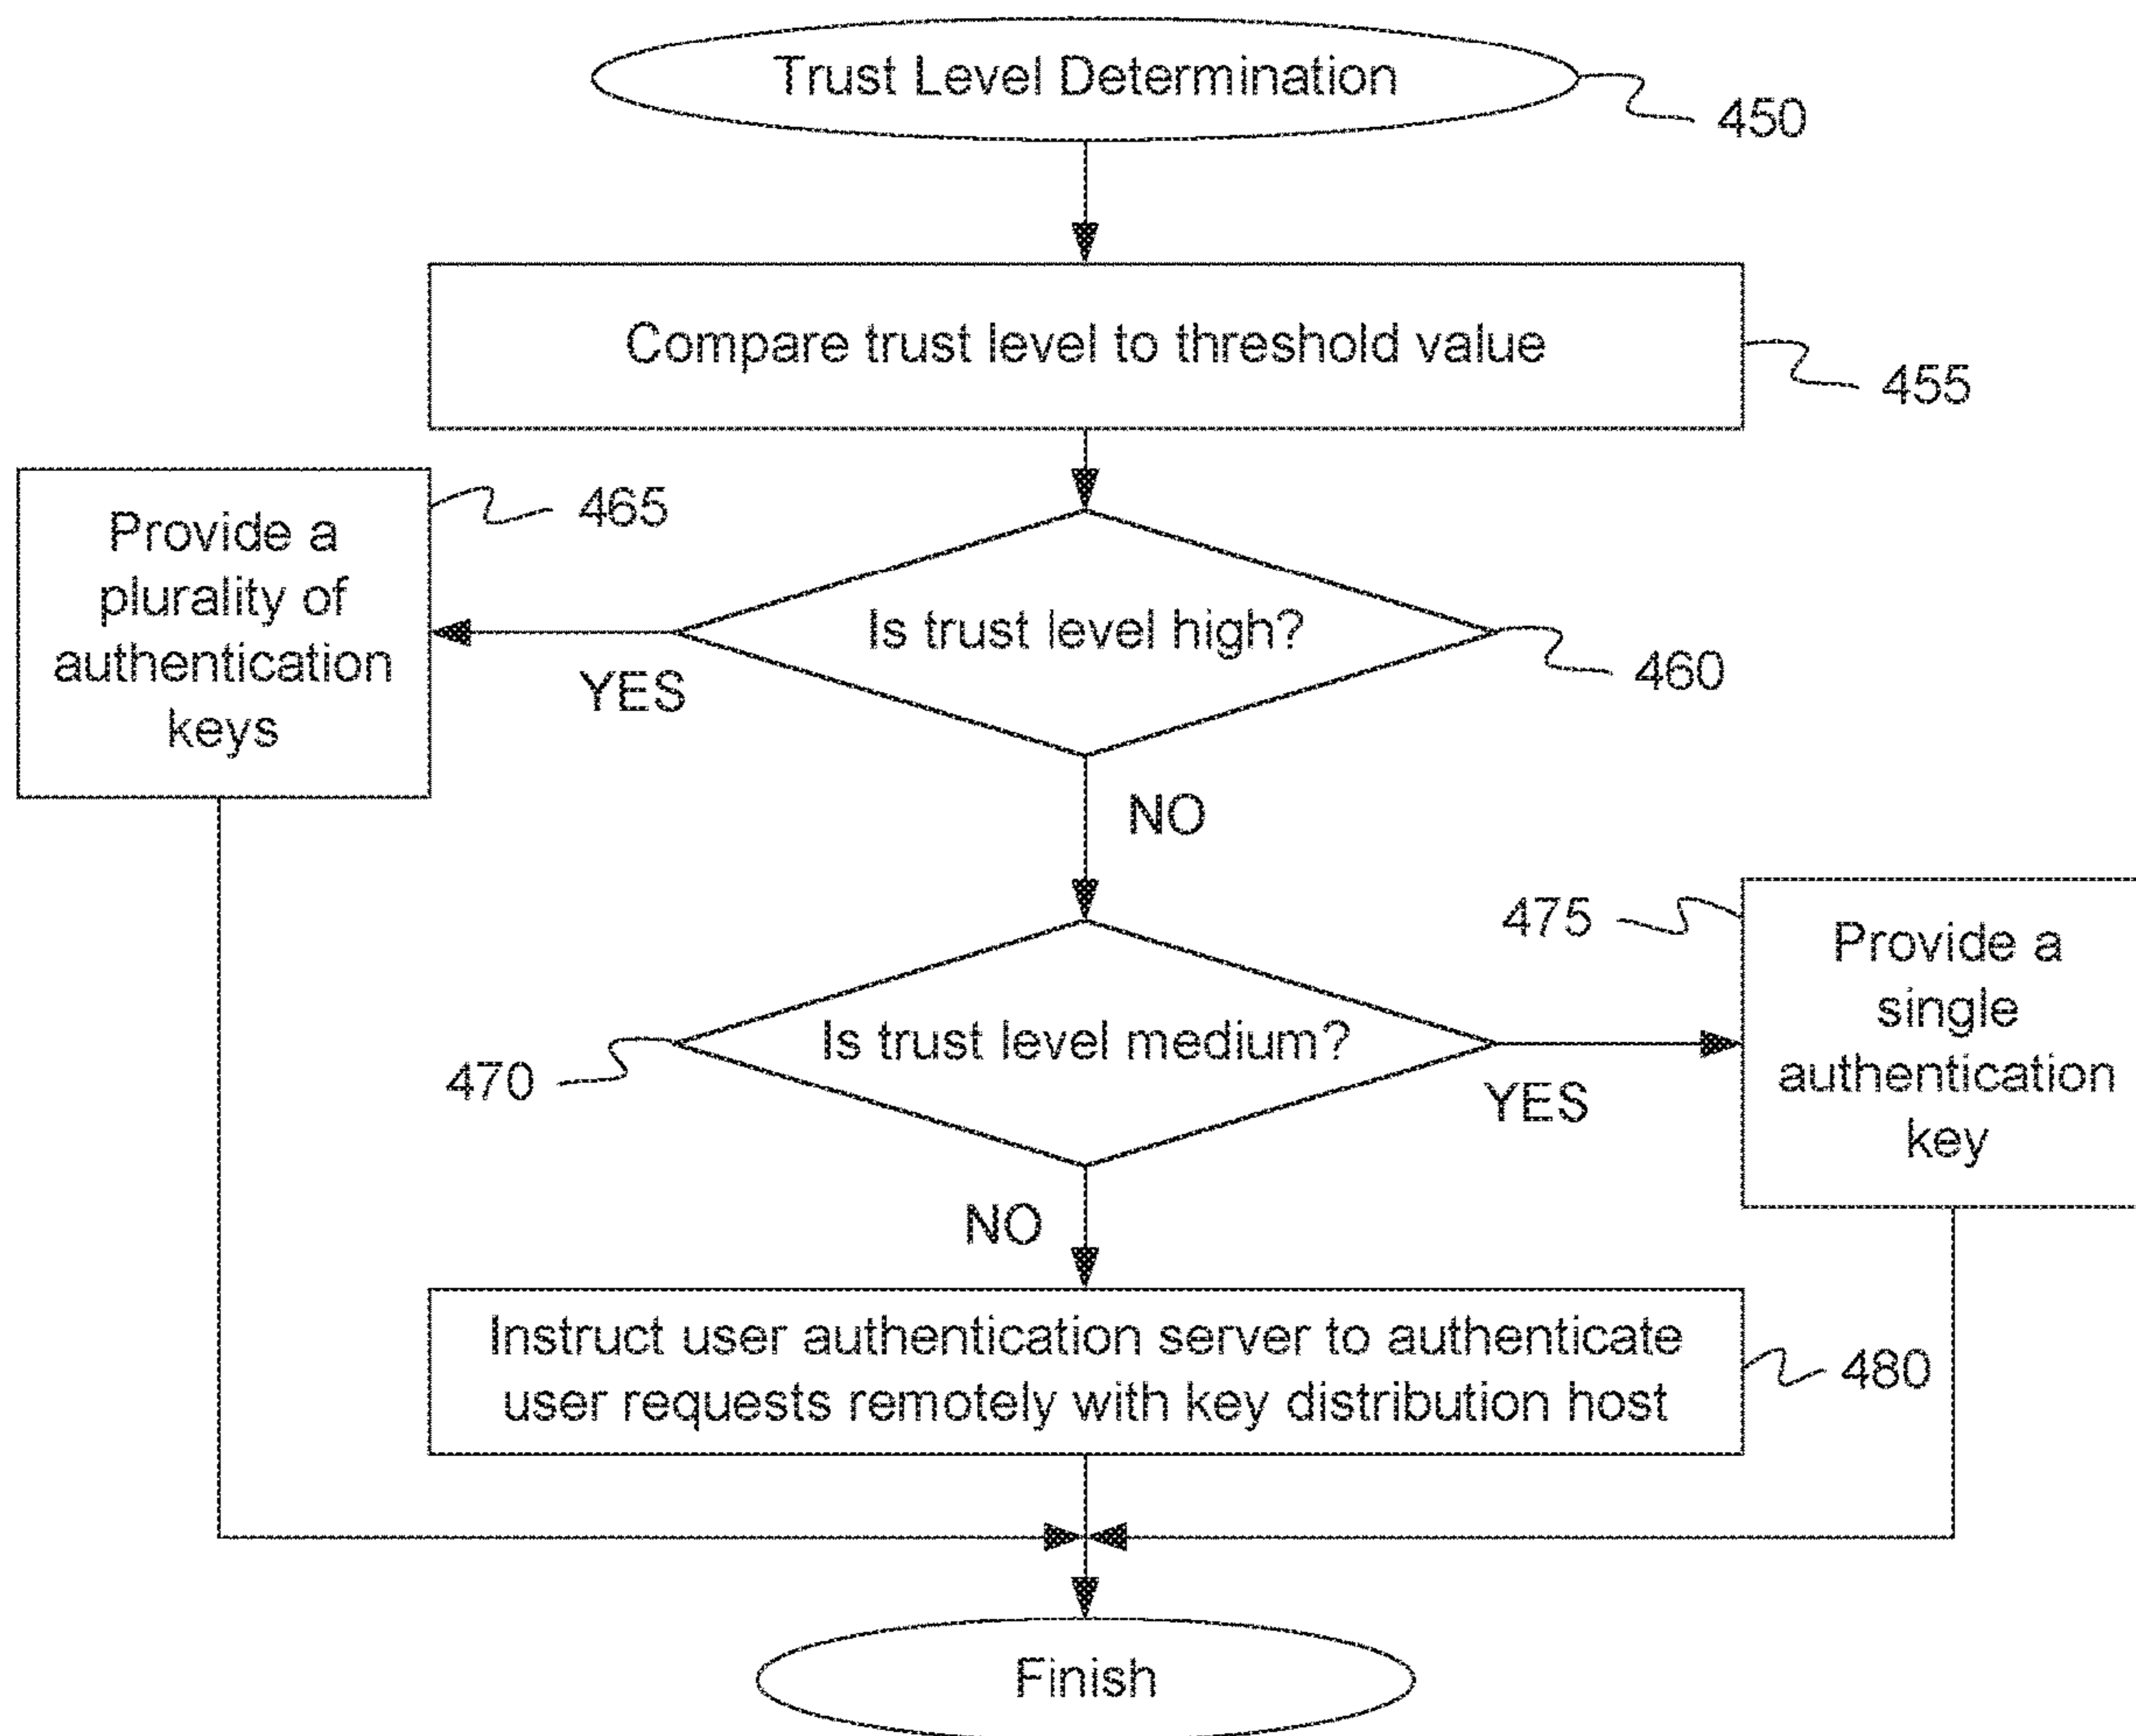 Trust Level Determination
450
Compare trust level to threshold value
455
Provide a
plurality of
authentication
keys
465
Is trust level high?
460
YES
NO
475
Provide a
single
authentication
key
Is trust level medium?
470
YES
NO
Instruct user authentication server to authenticate
user requests remotely with key distribution host
480
Finish